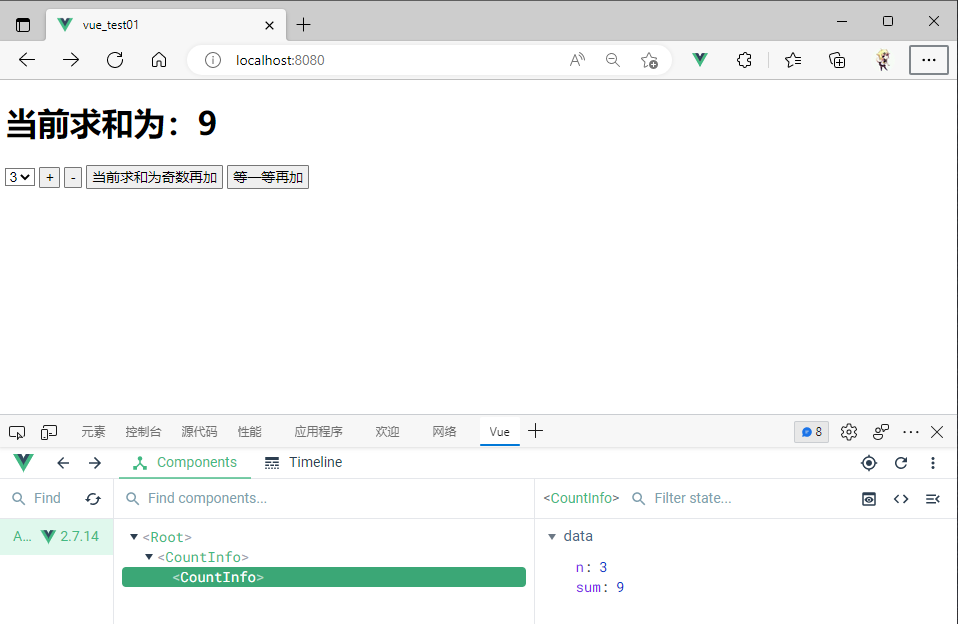 vue_test01
localhost:8080
当前求和为：9
3 + - 当前求和为奇数再加 等一等再加
元素 控制台 源代码 性能 应用程序 欢迎 网络 Vue 8
Components Timeline
Find Find components... <CountInfo> Filter state...
A... 2.7.14 <Root> data
<CountInfo>
n: 3
<CountInfo>
sum: 9